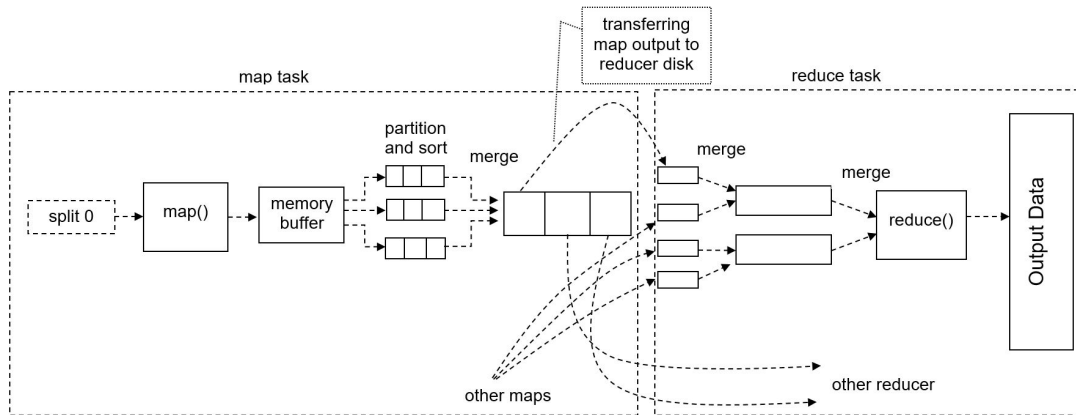 transferring
map output to
reducer disk
map task
reduce task
partition
and sort
merge
merge
merge
split 0
map()
memory
buffer
reduce()
Output Data
other maps
other reducer